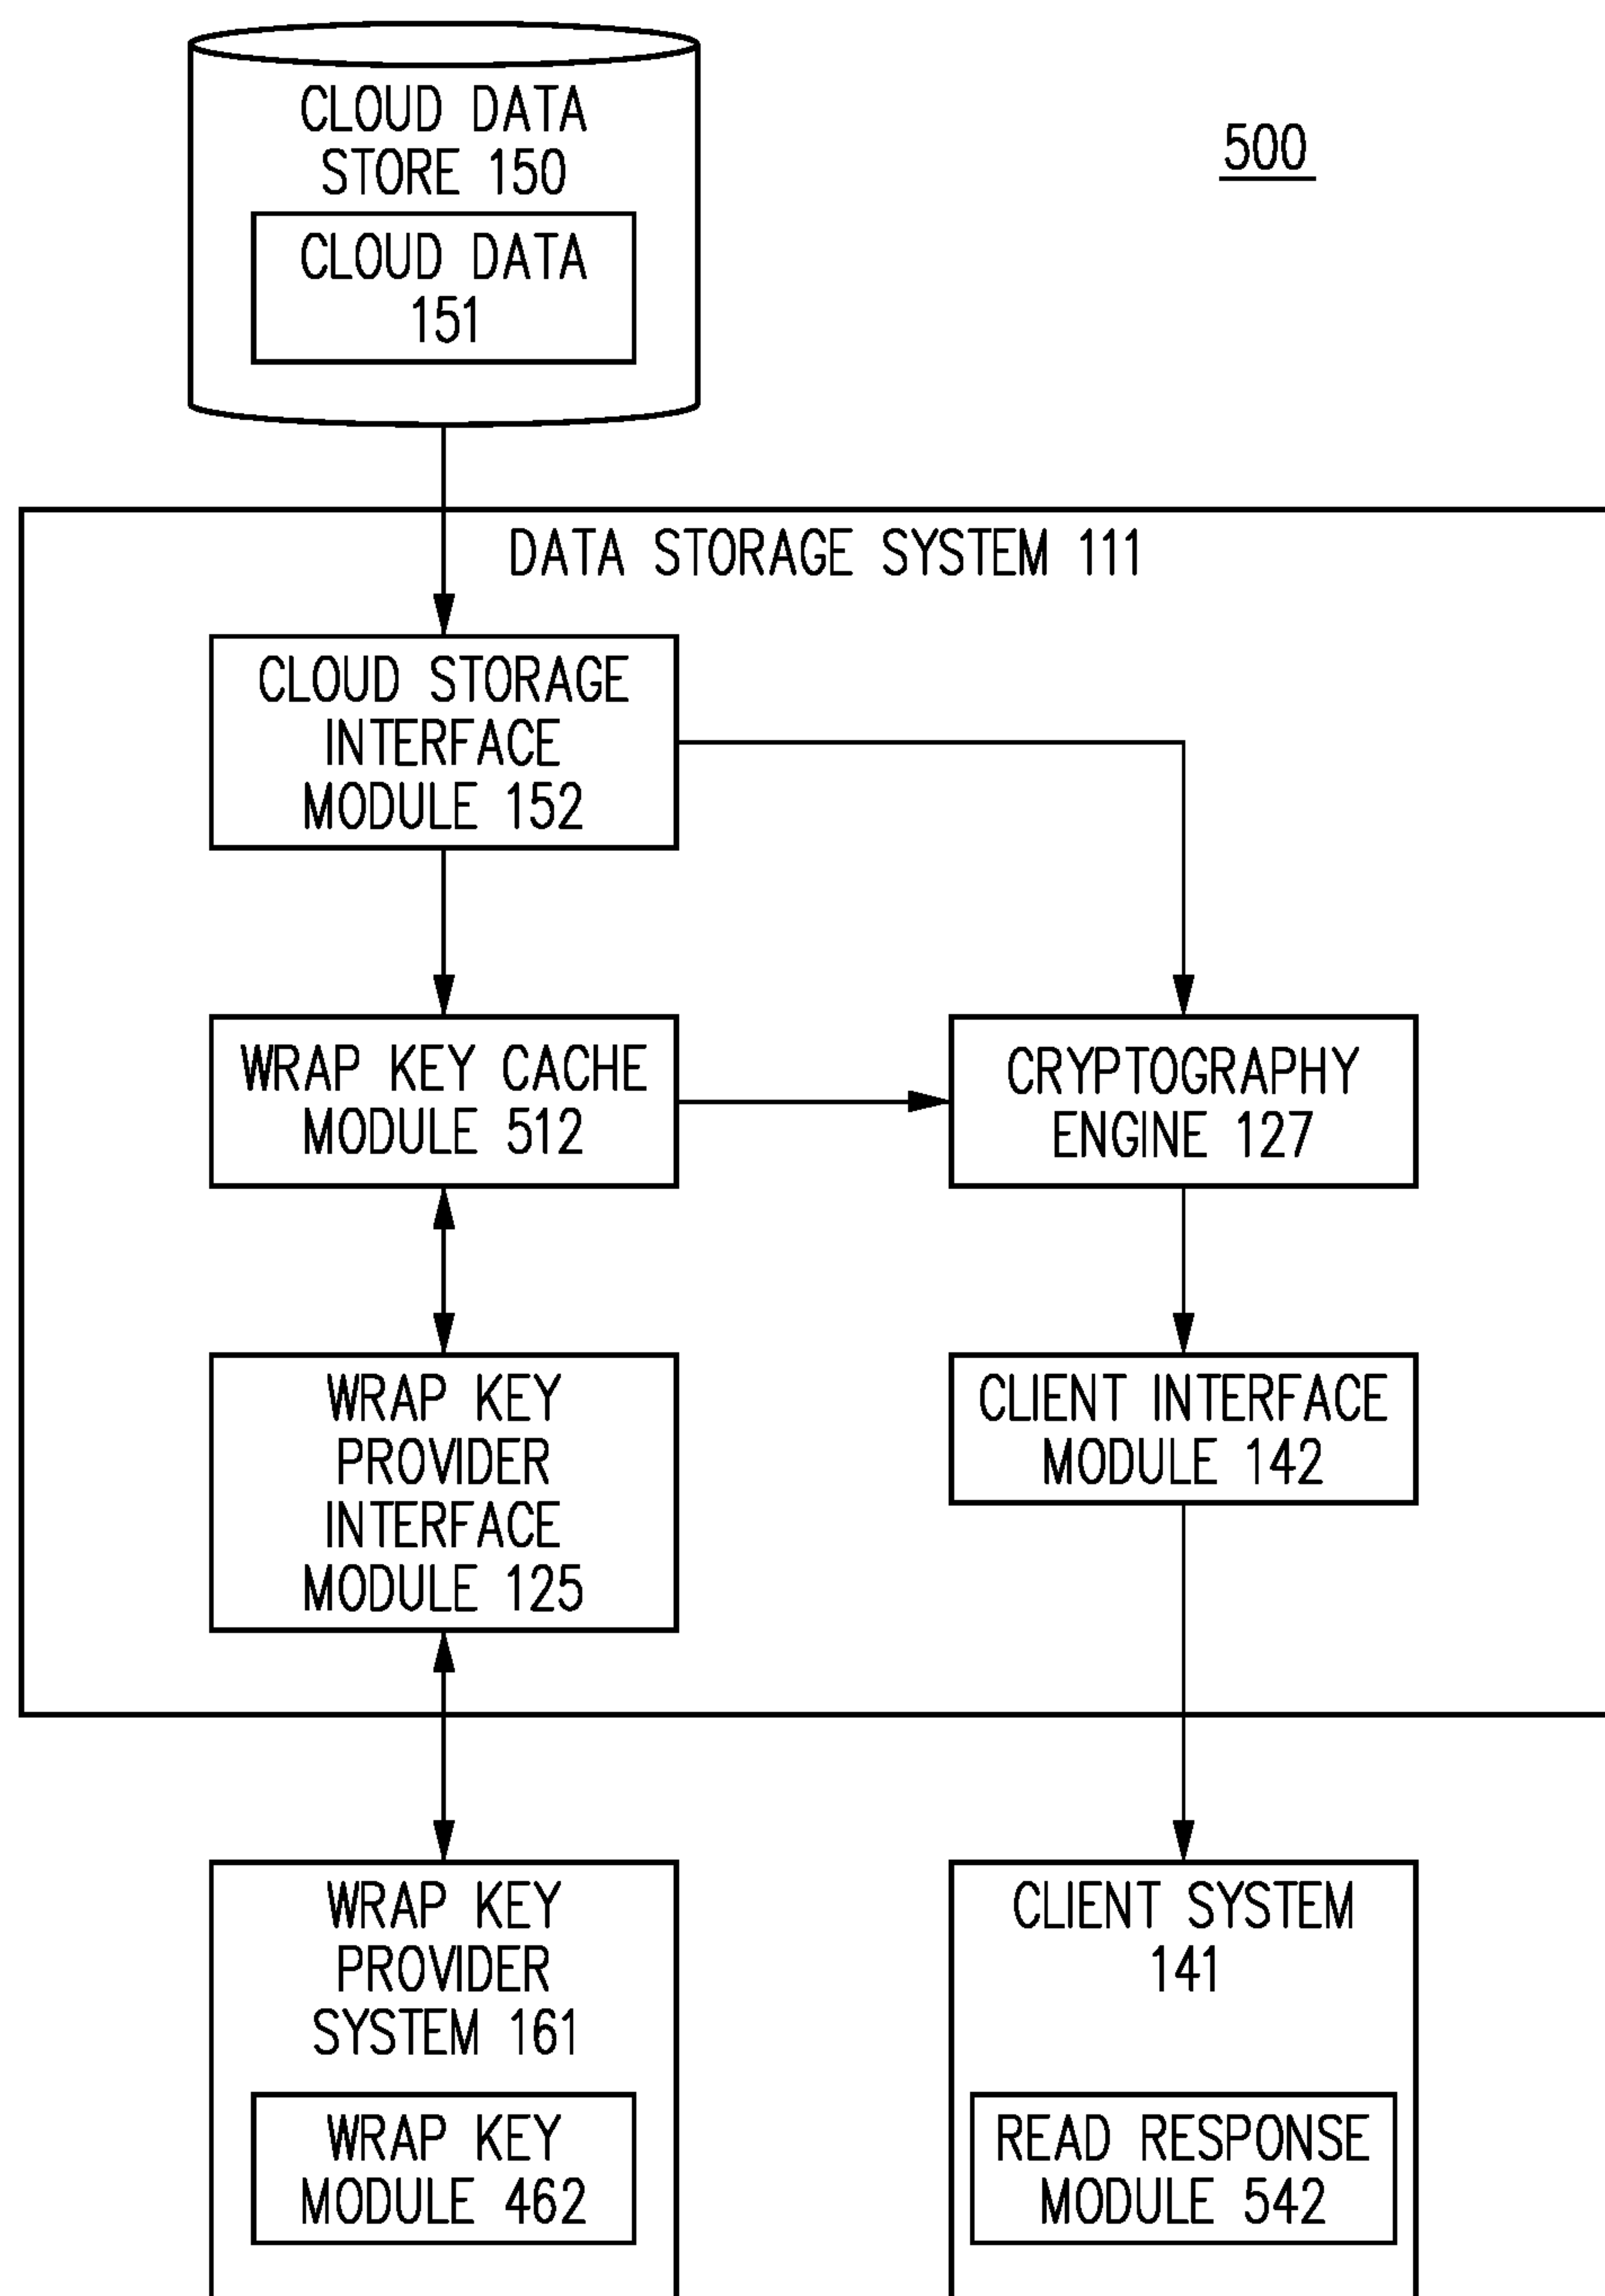 CLOUD DATA
STORE 150
CLOUD DATA
151
500
DATA STORAGE SYSTEM 111
CLOUD STORAGE
INTERFACE
MODULE 152
WRAP KEY CACHE
MODULE 512
CRYPTOGRAPHY
ENGINE 127
WRAP KEY
PROVIDER
INTERFACE
MODULE 125
CLIENT INTERFACE
MODULE 142
WRAP KEY
PROVIDER
SYSTEM 161
WRAP KEY
MODULE 462
CLIENT SYSTEM
141
READ RESPONSE
MODULE 542